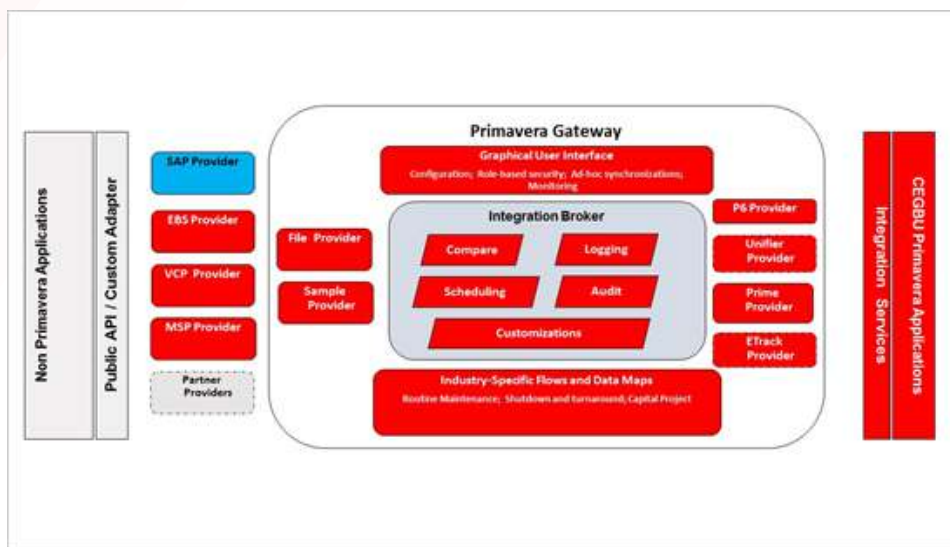 Non Primavera Applications
Public API / Custom Adapter
SAP Provider
EBS Provider
VCP Provider
MSP Provider
Partner
Providers
Primavera Gateway
Graphical User Interface
Configuration; Role-based security; Ad-hoc synchronizations;
Monitoring
File Provider
Sample
Provider
Integration Broker
Compare
Logging
Scheduling
Audit
Customizations
Industry-Specific Flows and Data Maps
Routine Maintenance; Shutdown and turnaround; Capital Project
P6 Provider
Unifier
Provider
Prime
Provider
ETrack
Provider
Integration Services
CEGBU Primavera Applications